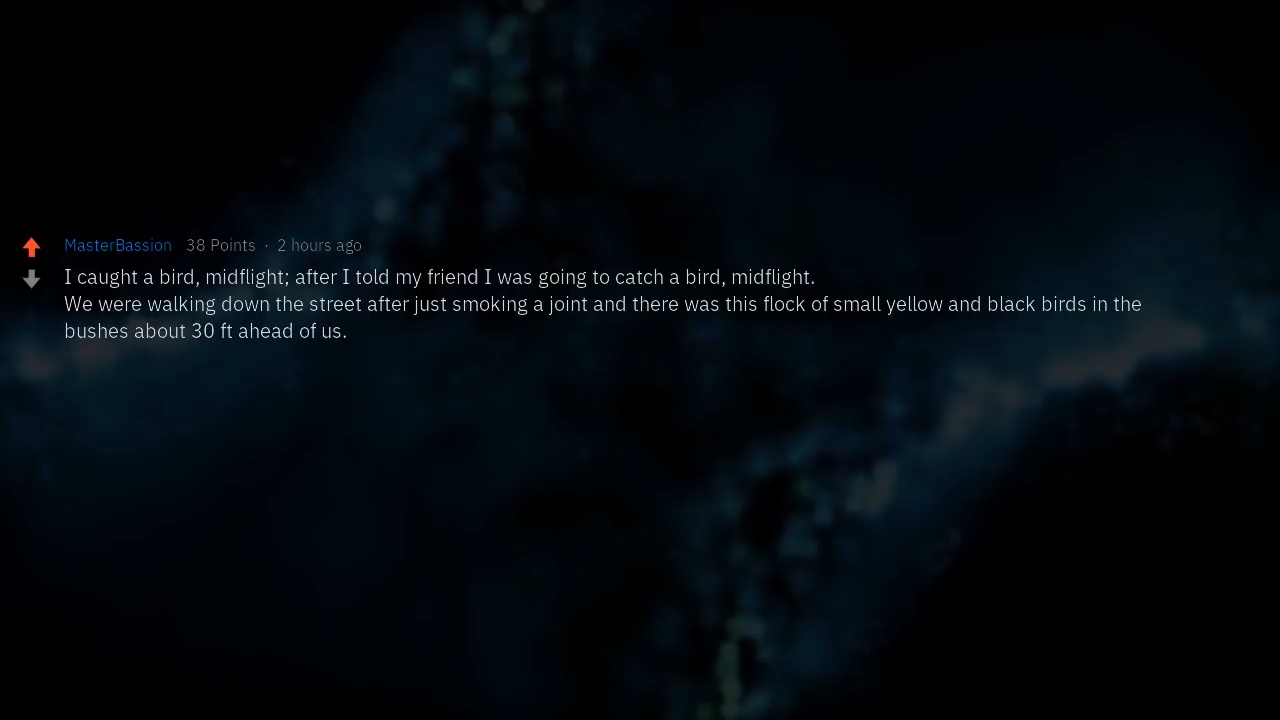 MasterBassion 38 Points · 2 hours ago
I caught a bird, midflight; after I told my friend I was going to catch a bird, midflight.
We were walking down the street after just smoking a joint and there was this flock of small yellow and black birds in the
bushes about 30 ft ahead of us.